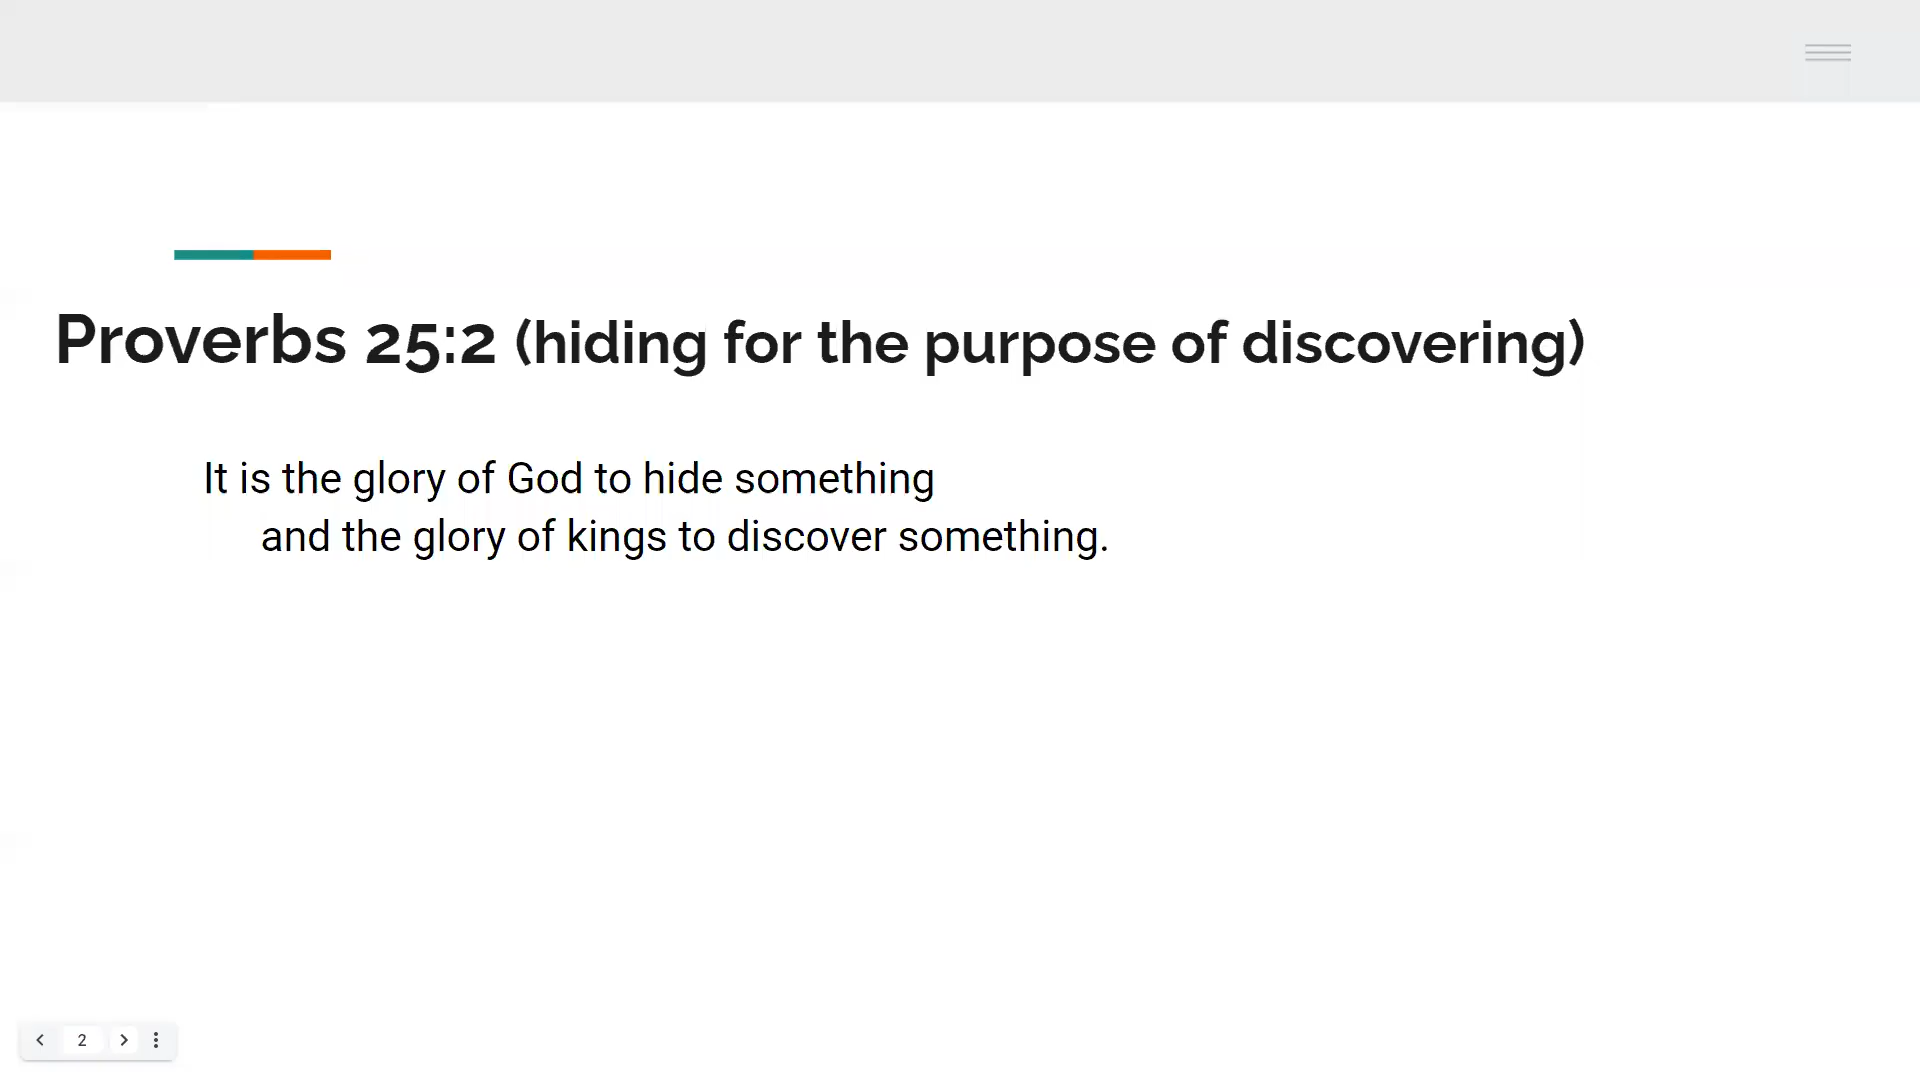 Proverbs 25:2 (hiding for the purpose of discovering)
It is the glory of God to hide something
and the glory of kings to discover something.
2